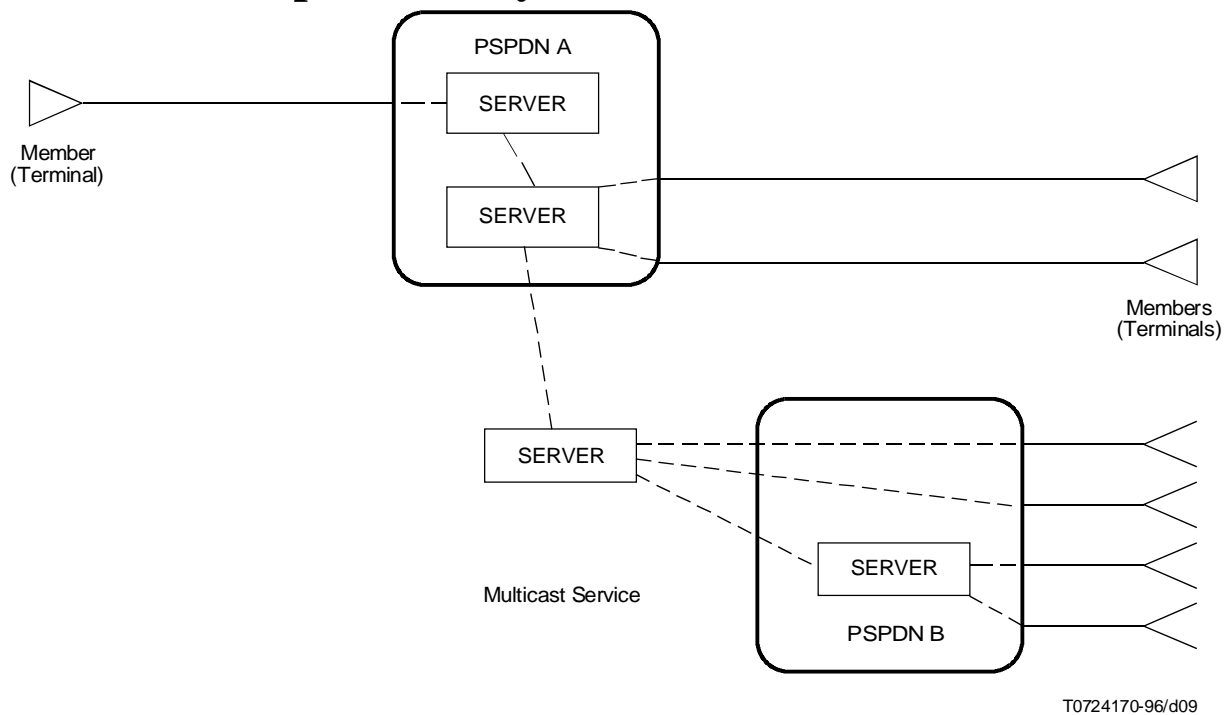 PSPDN A
SERVER
Member
(Terminal)
SERVER
Members
(Terminals)
SERVER
SERVER
Multicast Service
PSPDN B
T0724170-96/d09